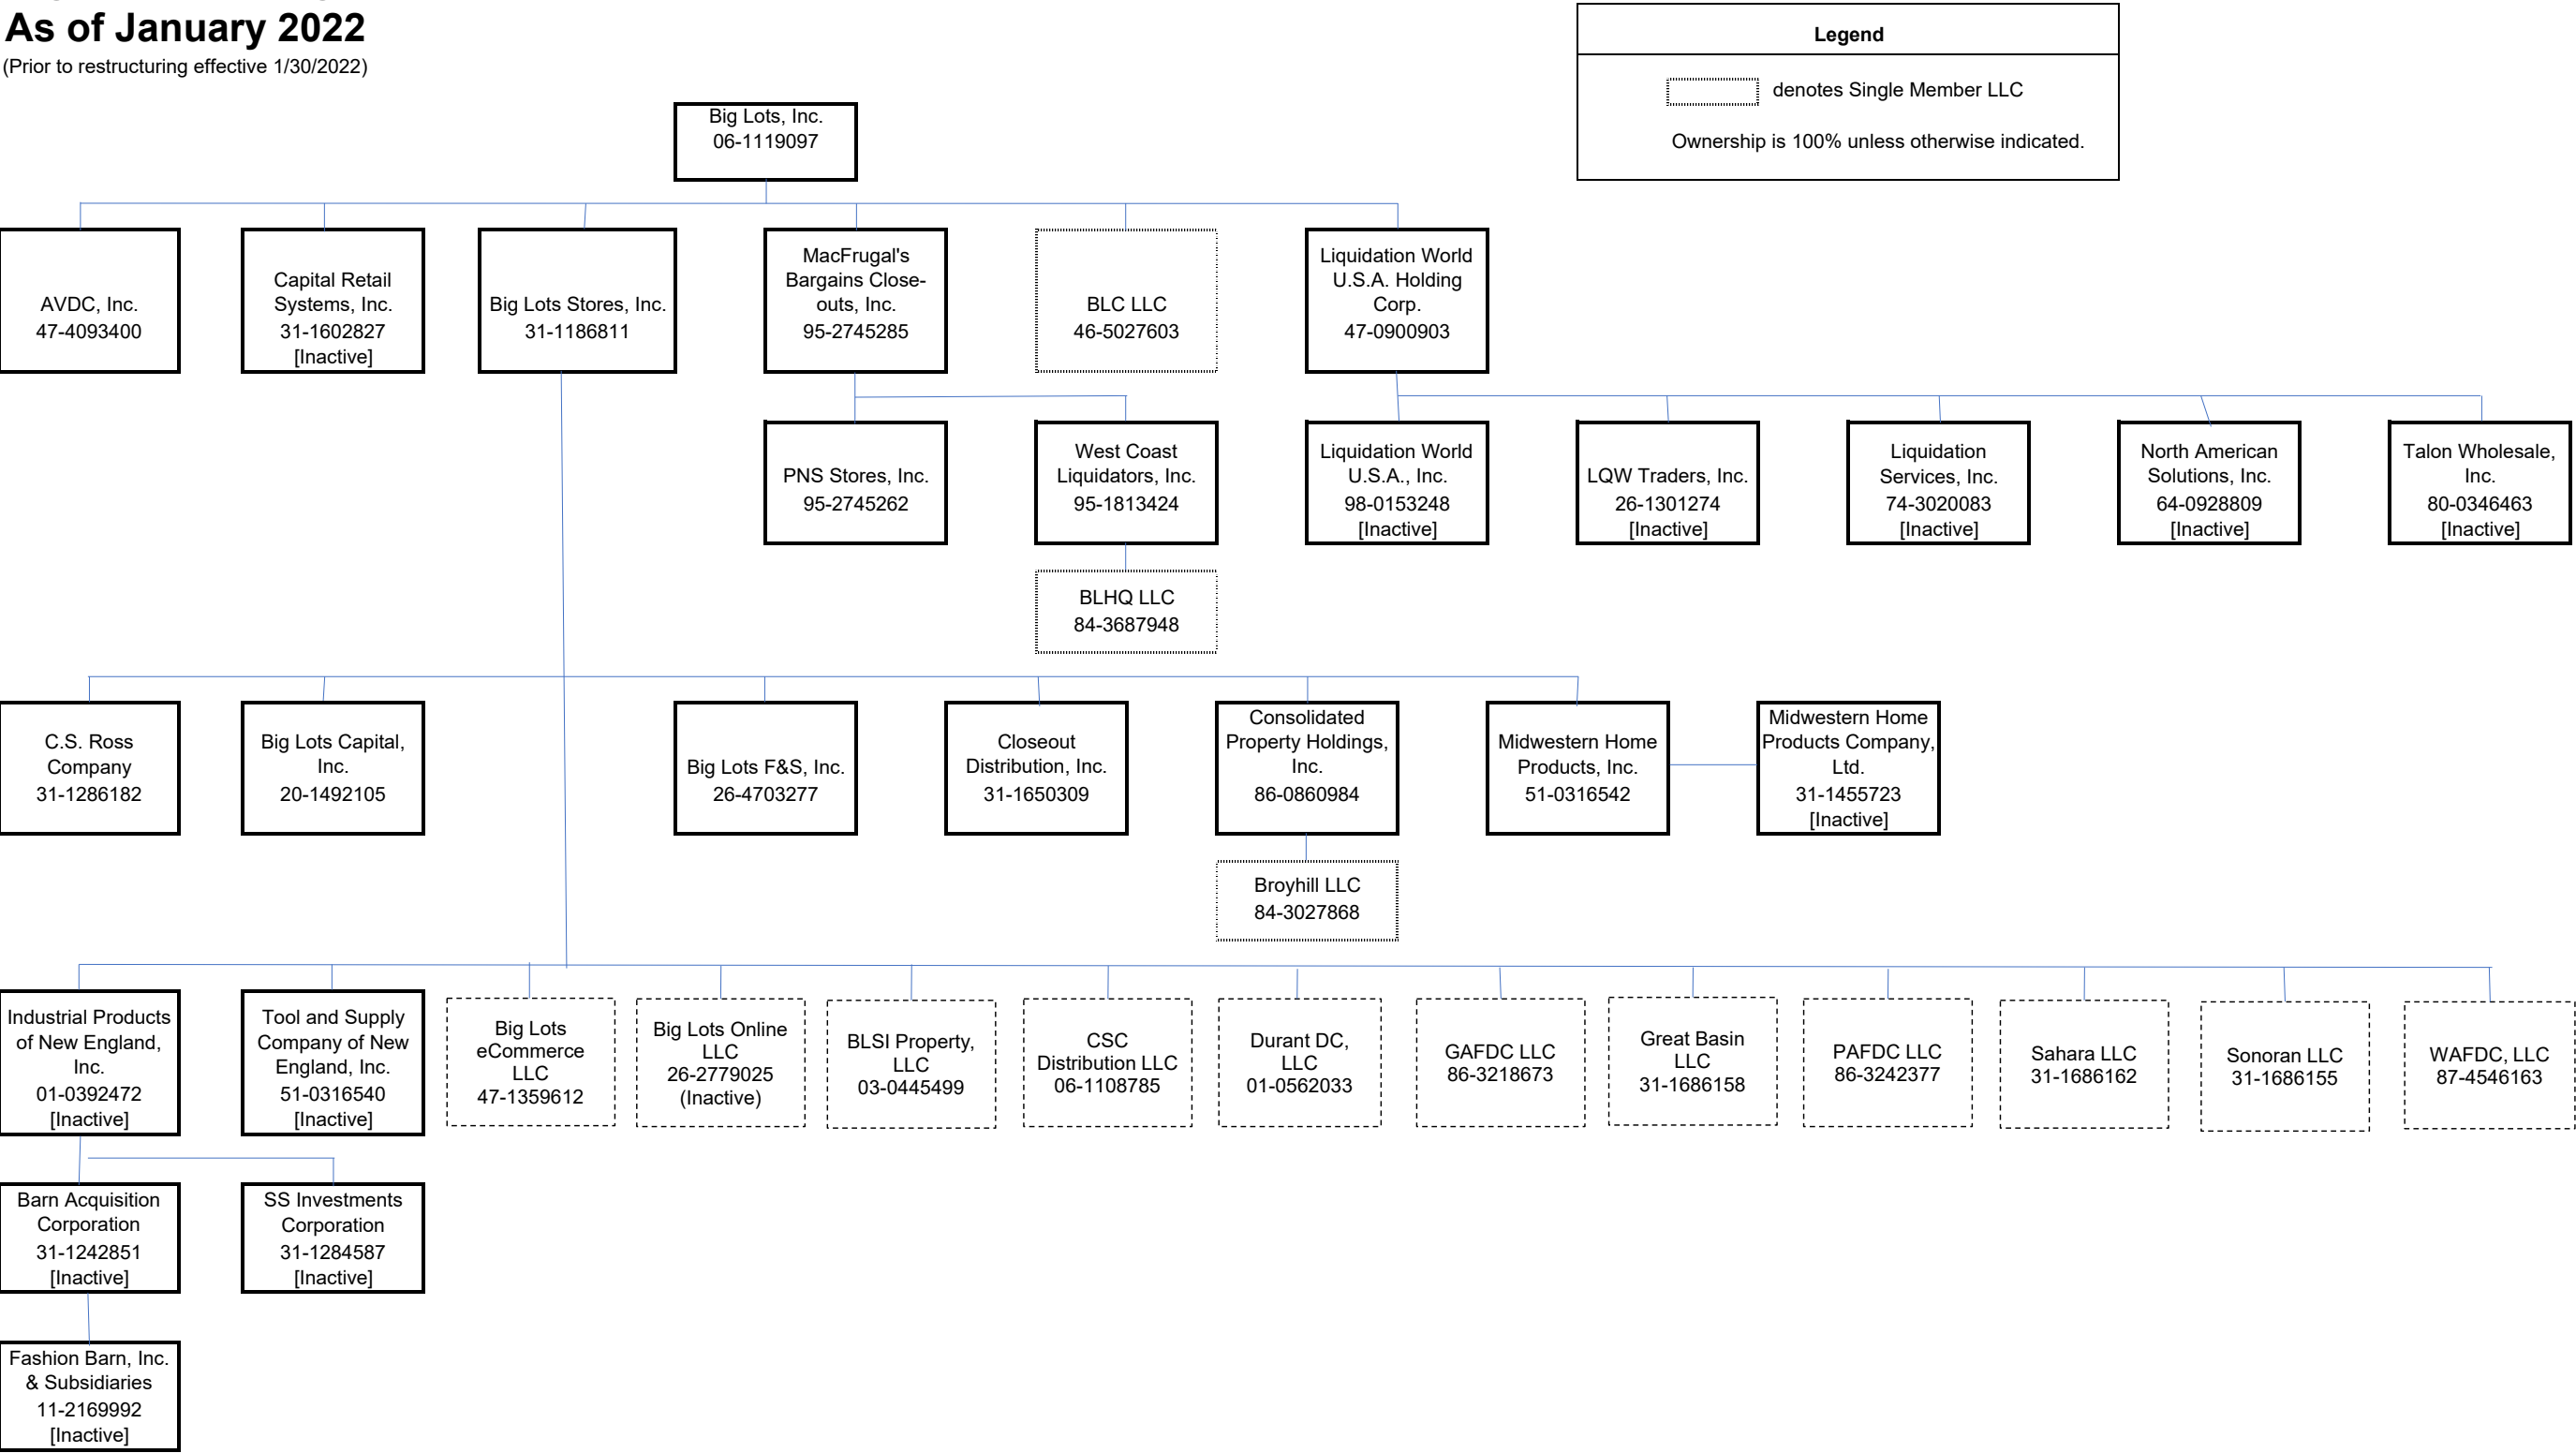 As of January 2022
(Prior to restructuring effective 1/30/2022)
Legend
denotes Single Member LLC
Ownership is 100% unless otherwise indicated.
Big Lots, Inc.
06-1119097
AVDC, Inc.
47-4093400
Capital Retail
Systems, Inc.
31-1602827
[Inactive]
Big Lots Stores, Inc.
31-1186811
MacFrugal's
Bargains Close-
outs, Inc.
95-2745285
BLC LLC
46-5027603
Liquidation World
U.S.A. Holding
Corp.
47-0900903
PNS Stores, Inc.
95-2745262
West Coast
Liquidators, Inc.
95-1813424
Liquidation World
U.S.A., Inc.
98-0153248
[Inactive]
LQW Traders, Inc.
26-1301274
[Inactive]
Liquidation
Services, Inc.
74-3020083
[Inactive]
North American
Solutions, Inc.
64-0928809
[Inactive]
Talon Wholesale,
Inc.
80-0346463
[Inactive]
BLHQ LLC
84-3687948
C.S. Ross
Company
31-1286182
Big Lots Capital,
Inc.
20-1492105
Big Lots F&S, Inc.
26-4703277
Closeout
Distribution, Inc.
31-1650309
Consolidated
Property Holdings,
Inc.
86-0860984
Midwestern Home
Products, Inc.
51-0316542
Midwestern Home
Products Company,
Ltd.
31-1455723
[Inactive]
Broyhill LLC
84-3027868
Industrial Products
of New England,
Inc.
01-0392472
[Inactive]
Tool and Supply
Company of New
England, Inc.
51-0316540
[Inactive]
Big Lots
eCommerce
LLC
47-1359612
Big Lots Online
LLC
26-2779025
(Inactive)
BLSI Property,
LLC
03-0445499
CSC
Distribution LLC
06-1108785
Durant DC,
LLC
01-0562033
GAFDC LLC
86-3218673
Great Basin
LLC
31-1686158
PAFDC LLC
86-3242377
Sahara LLC
31-1686162
Sonoran LLC
31-1686155
WAFDC, LLC
87-4546163
Barn Acquisition
Corporation
31-1242851
[Inactive]
SS Investments
Corporation
31-1284587
[Inactive]
Fashion Barn, Inc.
& Subsidiaries
11-2169992
[Inactive]